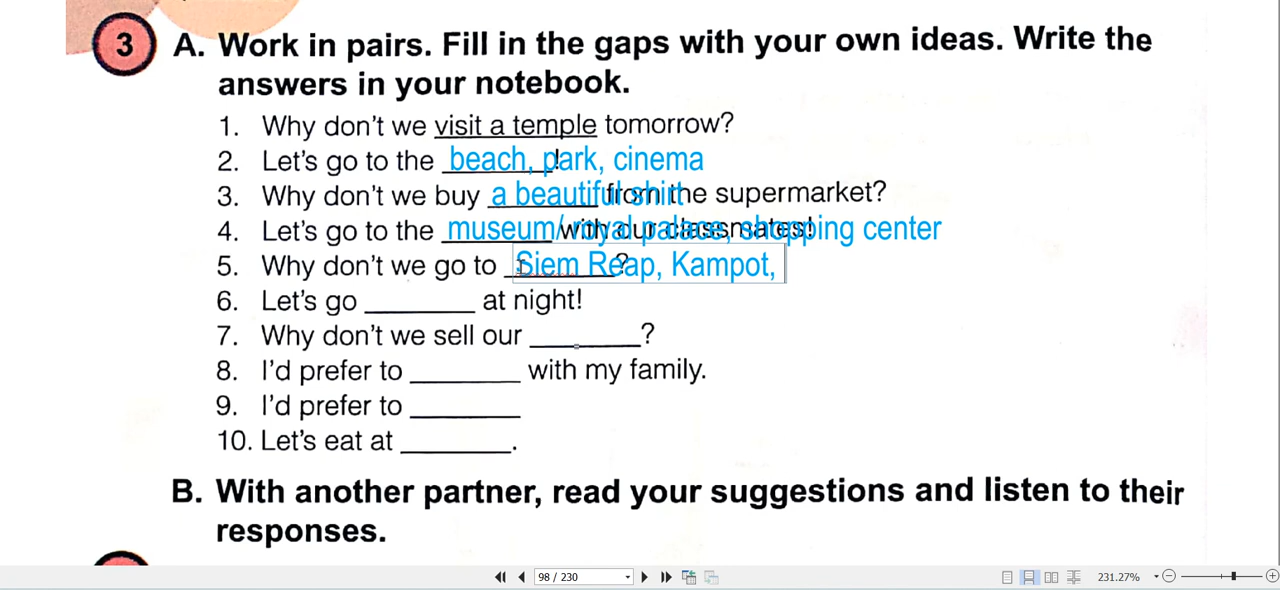 3 A. Work in pairs. Fill in the gaps with your own ideas. Write the
answers in your notebook.
1. Why don't we visit a temple tomorrow?
2. Let's go to the beach, park, cinema!
3. Why don't we buy a beautiful shirt from the supermarket?
4. Let's go to the museum/ royal palace, shopping center with our classmates!
5. Why don't we go to Siem Reap, Kampot, ?
6. Let's go ________ at night!
7. Why don't we sell our ________?
8. I'd prefer to ________ with my family.
9. I'd prefer to ________
10. Let's eat at ________.
B. With another partner, read your suggestions and listen to their
responses.
98 / 230
231.27%